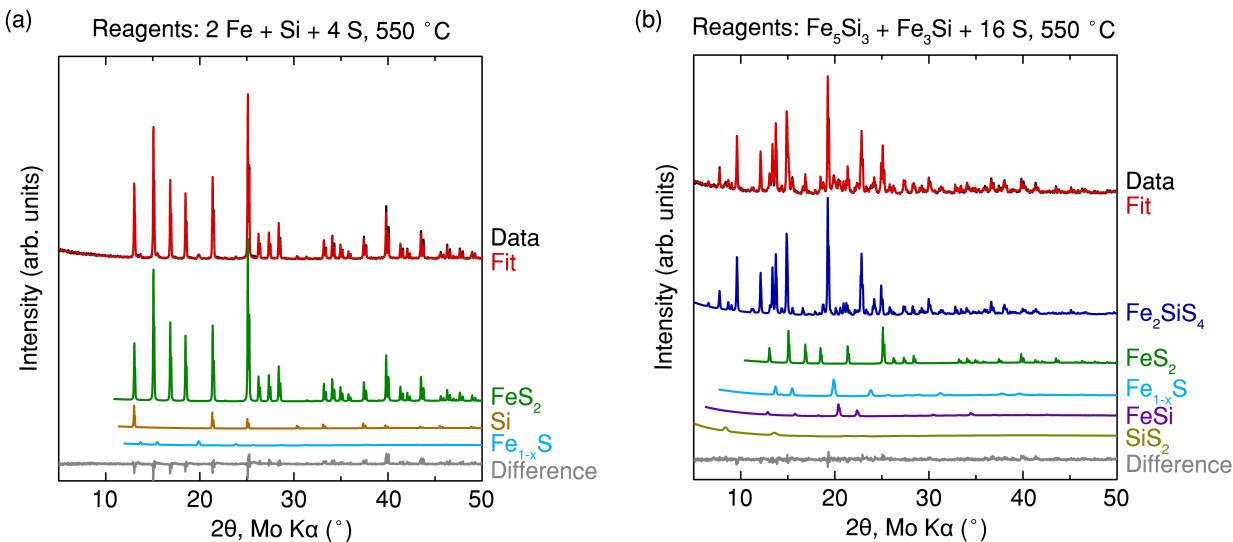 (a)
Reagents: 2 Fe + Si + 4 S, 550 °C
Intensity (arb. units)
Data
Fit
FeS₂
Si
Fe₁₋ₓS
Difference
10 20 30 40 50
2θ, Mo Kα (°)
(b)
Reagents: Fe₅Si₃ + Fe₃Si + 16 S, 550 °C
Intensity (arb. units)
Data
Fit
Fe₂SiS₄
FeS₂
Fe₁₋ₓS
FeSi
SiS₂
Difference
10 20 30 40 50
2θ, Mo Kα (°)